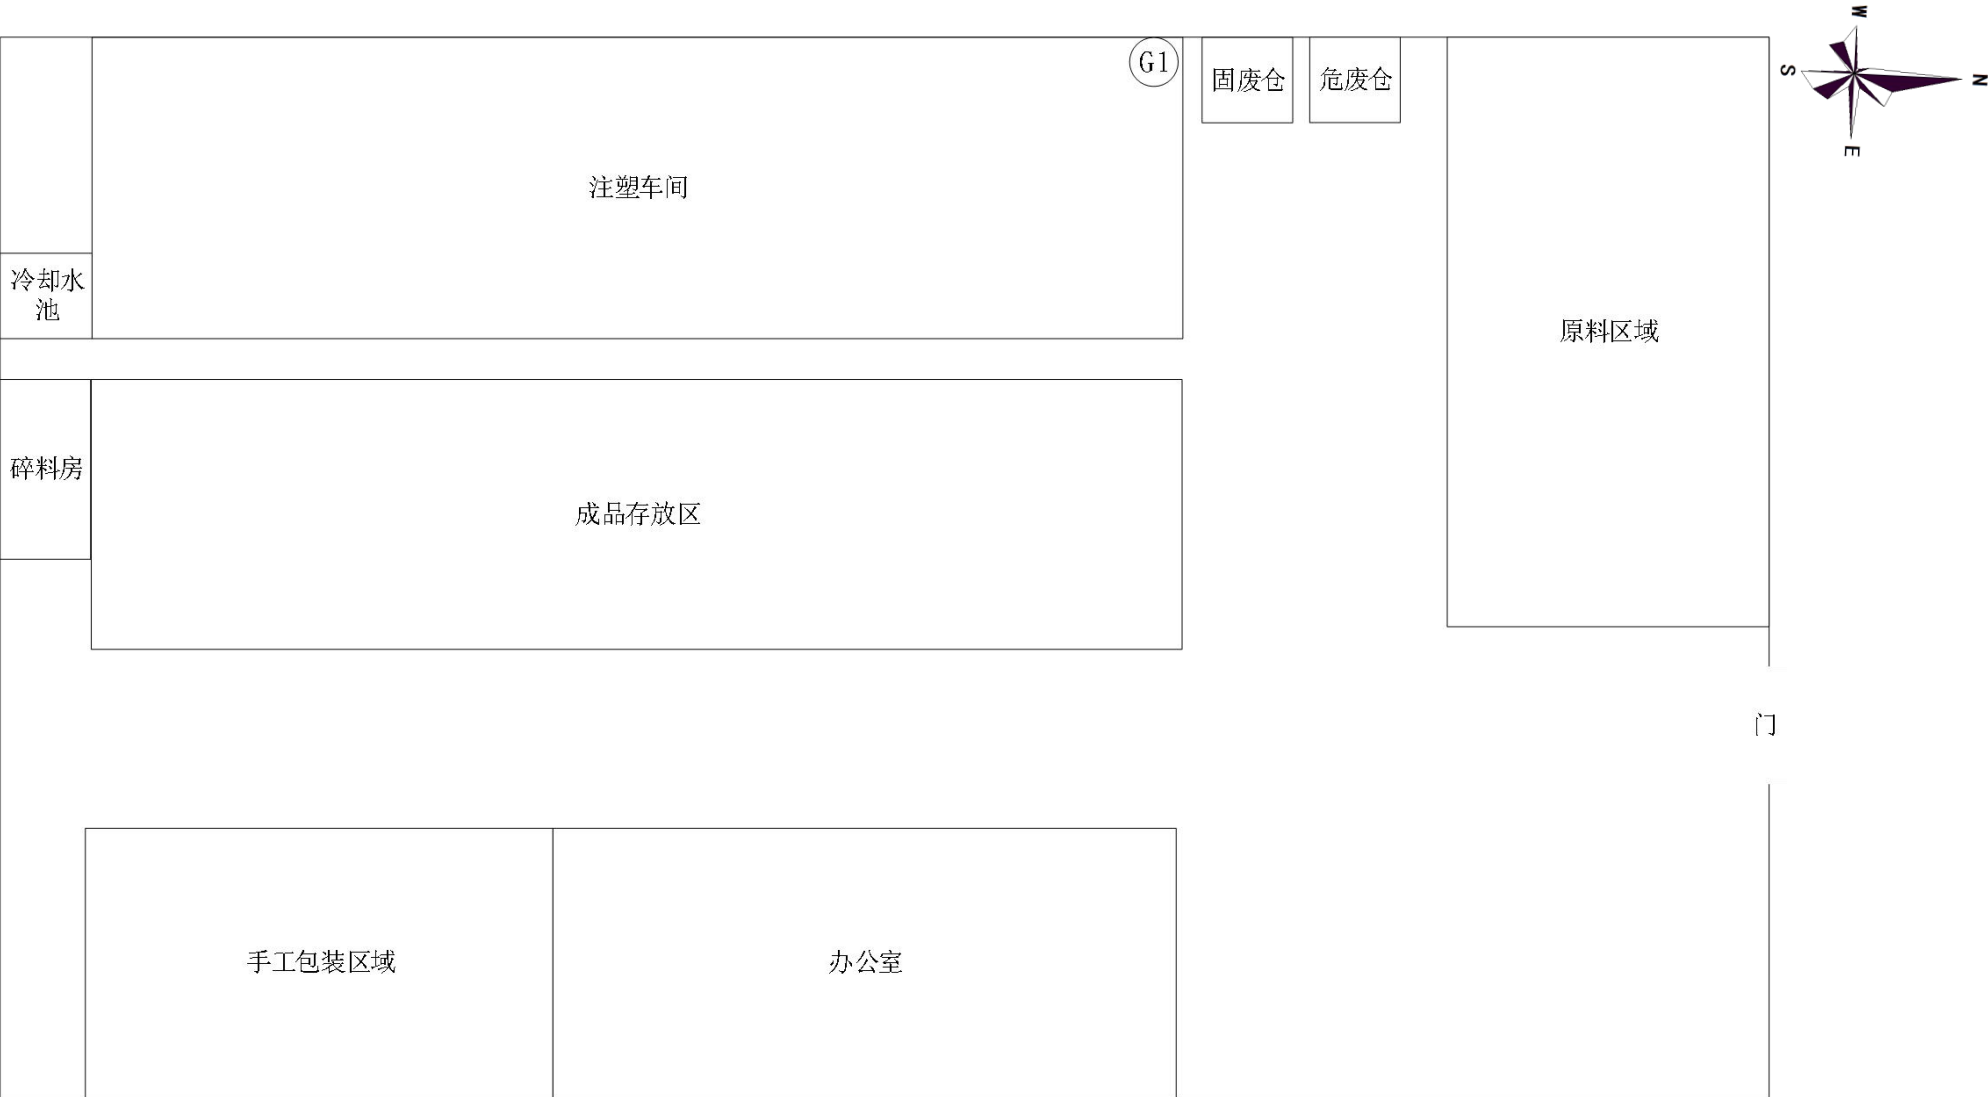 W
S
N
E
G1
固废仓
危废仓
注塑车间
冷却水
池
原料区域
碎料房
成品存放区
门
手工包装区域
办公室